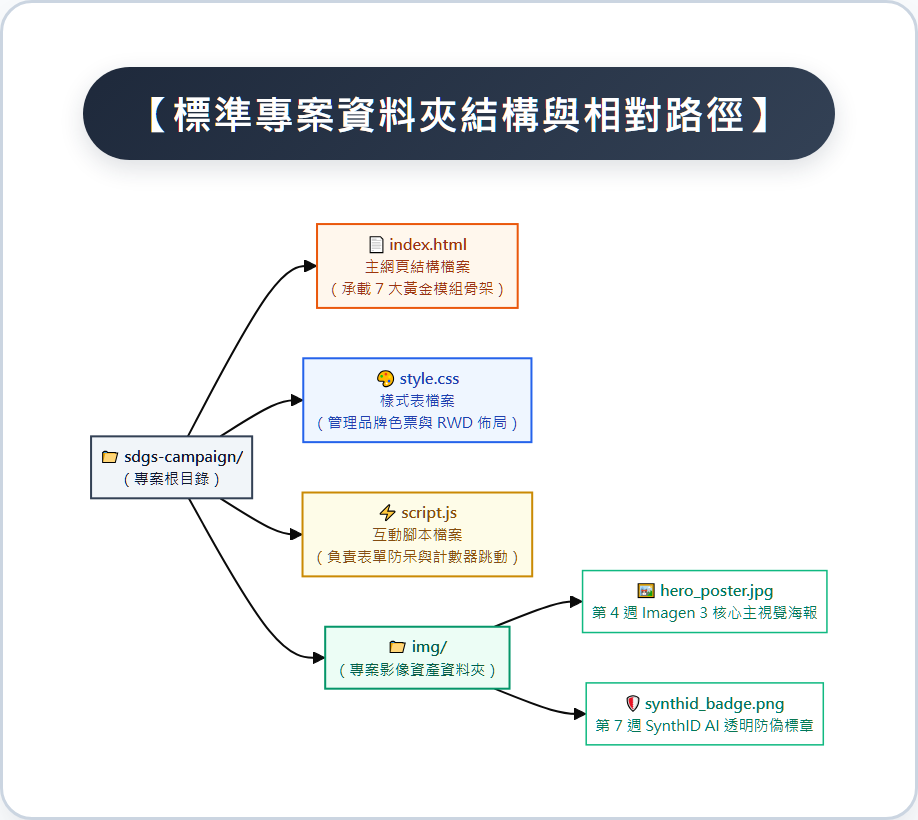 【標準專案資料夾結構與相對路徑】
index.html
主網頁結構檔案
( 承載 7 大黃金模組骨架 )
style.css
樣式表檔案
( 管理品牌色票與 RWD 佈局 )
sdgs-campaign/
( 專案根目錄 )
script.js
互動腳本檔案
( 負責表單防呆與計數器跳動 )
img/
( 專案影像資產資料夾 )
hero_poster.jpg
第 4 週 Imagen 3 核心主視覺海報
synthid_badge.png
第 7 週 SynthID AI 透明防偽標章